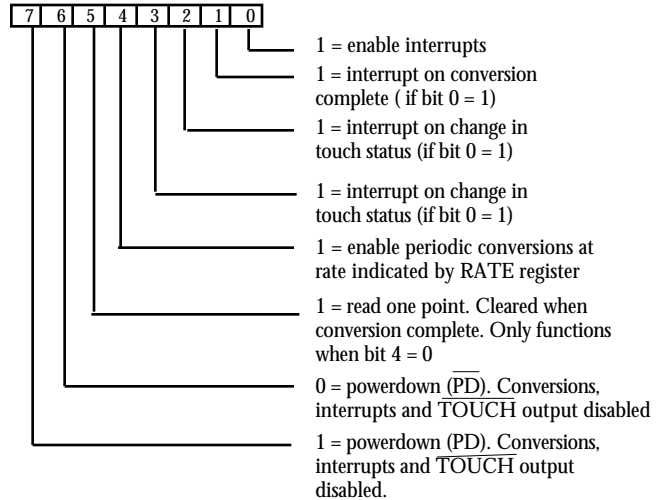 7 6 5 4 3 2 1 0
1 = enable interrupts
1 = interrupt on conversion
complete ( if bit 0 = 1)
1 = interrupt on change in
touch status (if bit 0 = 1)
1 = interrupt on change in
touch status (if bit 0 = 1)
1 = enable periodic conversions at
rate indicated by RATE register
1 = read one point. Cleared when
conversion complete. Only functions
when bit 4 = 0
0 = powerdown (P̅D̅). Conversions,
interrupts and T̅O̅U̅C̅H̅ output disabled
1 = powerdown (PD). Conversions,
interrupts and T̅O̅U̅C̅H̅ output
disabled.